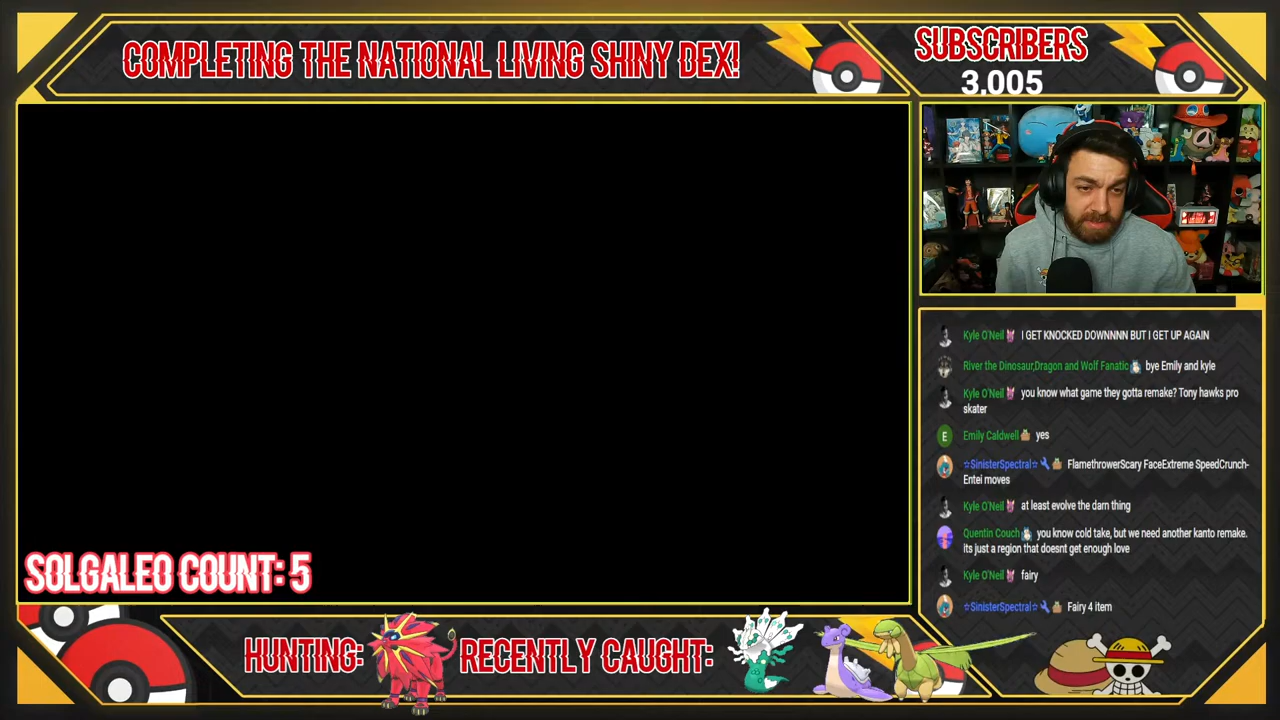 COMPLETING THE NATIONAL LIVING SHINY DEX!
SUBSCRIBERS
3,005
Kyle O'Neil I GET KNOCKED DOWNNNN BUT I GET UP AGAIN
River the Dinosaur,Dragon and Wolf Fanatic bye Emily and kyle
Kyle O'Neil you know what game they gotta remake? Tony hawks pro
skater
E Emily Caldwell yes
☆SinisterSpectral☆ FlamethrowerScary FaceExtreme SpeedCrunch-
Entei moves
Kyle O'Neil at least evolve the darn thing
Quentin Couch you know cold take, but we need another kanto remake.
Its just a region that doesnt get enough love
Kyle O'Neil fairy
☆SinisterSpectral☆ Fairy 4 item
SOLGALEO COUNT: 5
HUNTING:
RECENTLY CAUGHT: